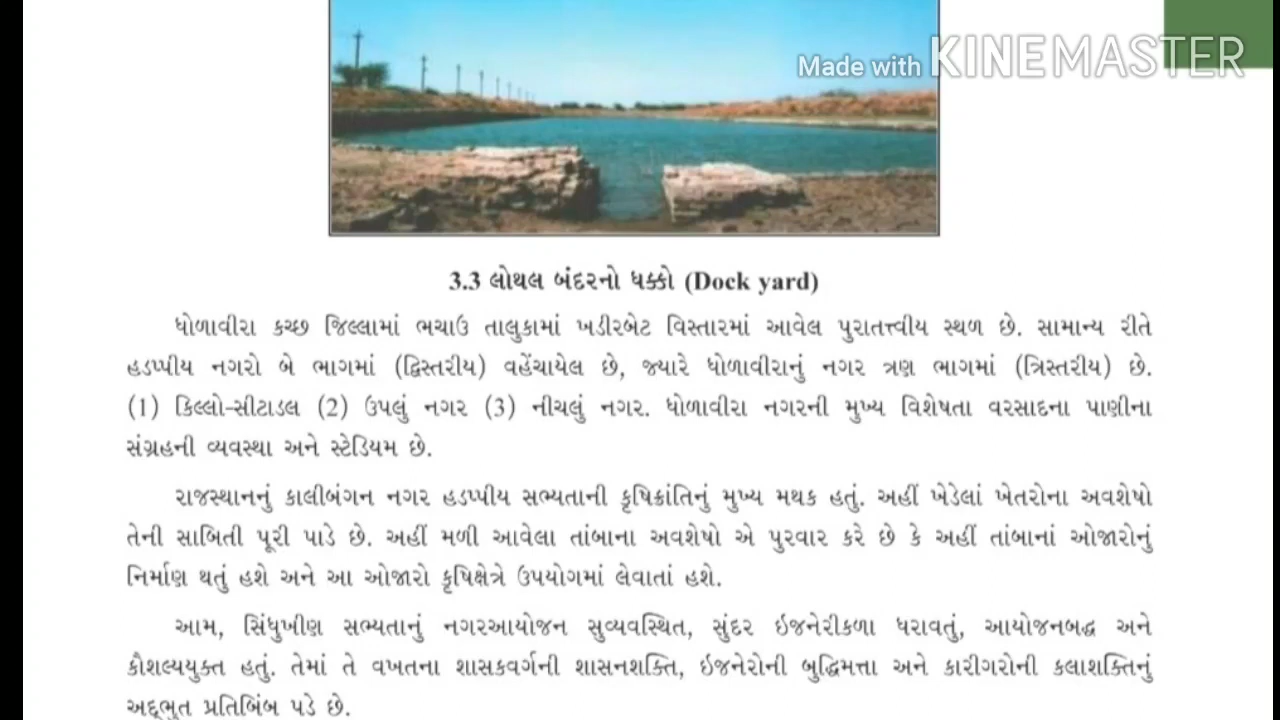 Made with KINEMASTER
3.3 લોથલ બંદરનો ધક્કો (Dock yard)
ધોળાવીરા કચ્છ જિલ્લામાં ભચાઉ તાલુકામાં ખડીરબેટ વિસ્તારમાં આવેલ પુરાતત્ત્વીય સ્થળ છે. સામાન્ય રીતે
હડપ્પીય નગરો બે ભાગમાં (દ્વિસ્તરીય) વહેંચાયેલ છે, જ્યારે ધોળાવીરાનું નગર ત્રણ ભાગમાં (ત્રિસ્તરીય) છે.
(1) કિલ્લો-સીટાડલ (2) ઉપલું નગર (3) નીચલું નગર. ધોળાવીરા નગરની મુખ્ય વિશેષતા વરસાદના પાણીના
સંગ્રહની વ્યવસ્થા અને સ્ટેડિયમ છે.
રાજસ્થાનનું કાલીબંગન નગર હડપ્પીય સભ્યતાની કૃષિક્રાંતિનું મુખ્ય મથક હતું. અહીં ખેડેલાં ખેતરોના અવશેષો
તેની સાબિતી પૂરી પાડે છે. અહીં મળી આવેલા તાંબાના અવશેષો એ પુરવાર કરે છે કે અહીં તાંબાનાં ઓજારોનું
નિર્માણ થતું હશે અને આ ઓજારો કૃષિક્ષેત્રે ઉપયોગમાં લેવાતાં હશે.
આમ, સિંધુખીણ સભ્યતાનું નગરઆયોજન સુવ્યવસ્થિત, સુંદર ઇજનેરીકળા ધરાવતું, આયોજનબદ્ધ અને
કૌશલ્યયુક્ત હતું. તેમાં તે વખતના શાસકવર્ગની શાસનશક્તિ, ઇજનેરોની બુદ્ધિમત્તા અને કારીગરોની કલાશક્તિનું
અદ્દભુત પ્રતિબિંબ પડે છે.